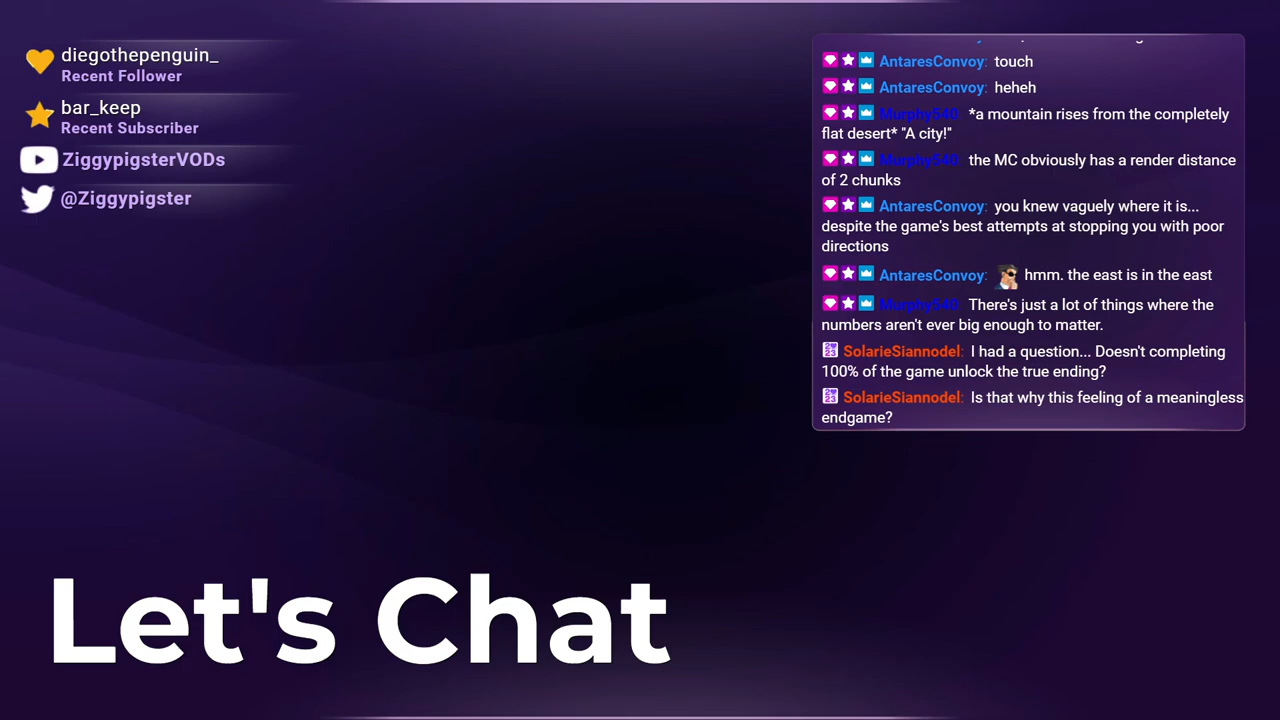 diegothepenguin_
Recent Follower
bar_keep
Recent Subscriber
ZiggypigsterVODs
@Ziggypigster
AntaresConvoy: touch
AntaresConvoy: heheh
Murphy540 *a mountain rises from the completely
flat desert* "A city!"
Murphy540 the MC obviously has a render distance
of 2 chunks
AntaresConvoy: you knew vaguely where it is...
despite the game's best attempts at stopping you with poor
directions
AntaresConvoy: hmm. the east is in the east
Murphy540 There's just a lot of things where the
numbers aren't ever big enough to matter.
SolarieSiannodel: I had a question... Doesn't completing
100% of the game unlock the true ending?
SolarieSiannodel: Is that why this feeling of a meaningless
endgame?
Let's Chat